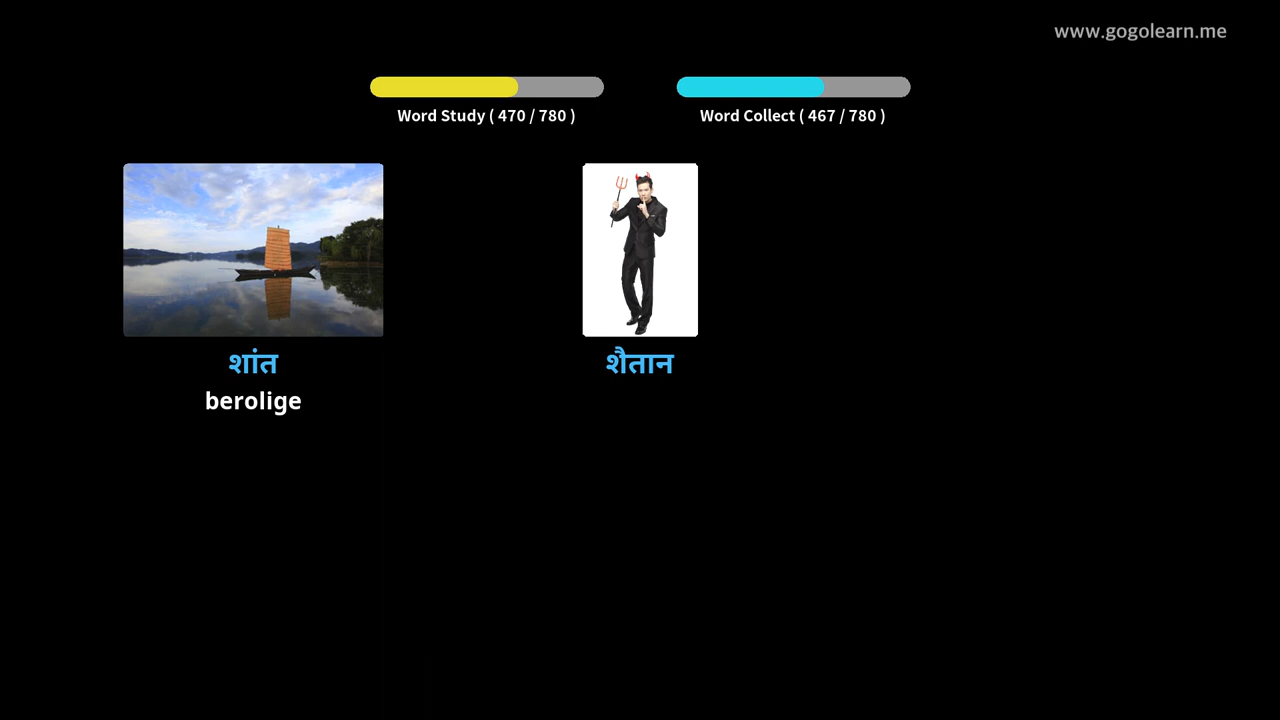 www.gogolearn.me
Word Study ( 470 / 780 )
Word Collect ( 467 / 780 )
शांत
berolige
शैतान